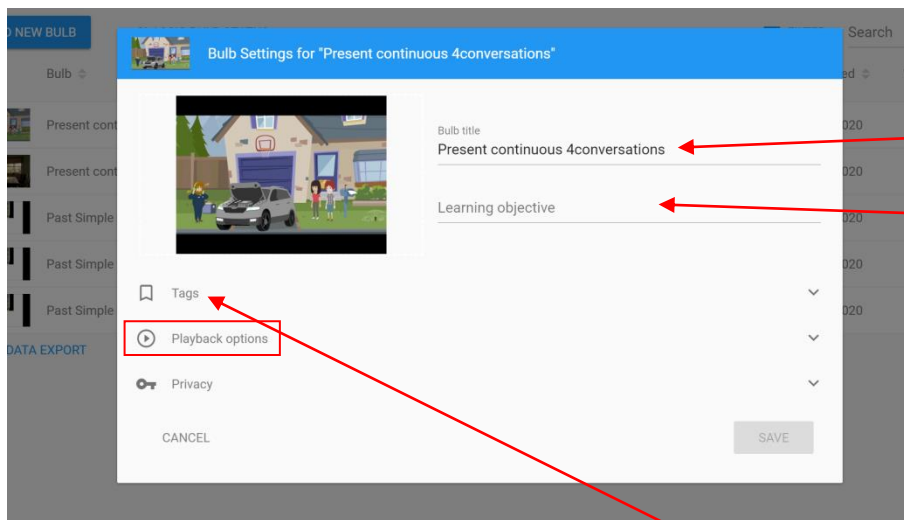 NEW BULB
Search
Bulb Settings for "Present continuous 4conversations"
Bulb
Bulb title
Present continuous 4conversations
Present cont
020
Present cont
020
Learning objective
Past Simple
020
Past Simple
020
Tags
Past Simple
020
Playback options
DATA EXPORT
Privacy
CANCEL
SAVE